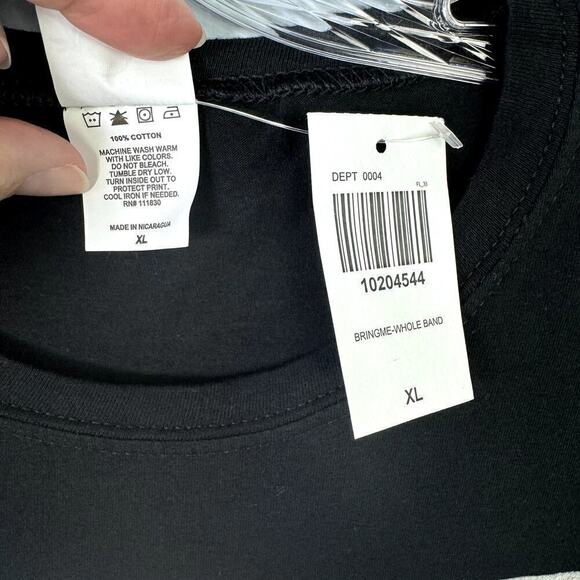 100% COTTON
MACHINE WASH WARM
WITH LIKE COLORS.
DO NOT BLEACH.
TUMBLE DRY LOW.
TURN INSIDE OUT TO
PROTECT PRINT.
COOL IRON IF NEEDED.
RN# 111830
MADE IN NICARAGUA
XL
DEPT 0004
FL_33
10204544
BRINGME-WHOLE BAND
XL